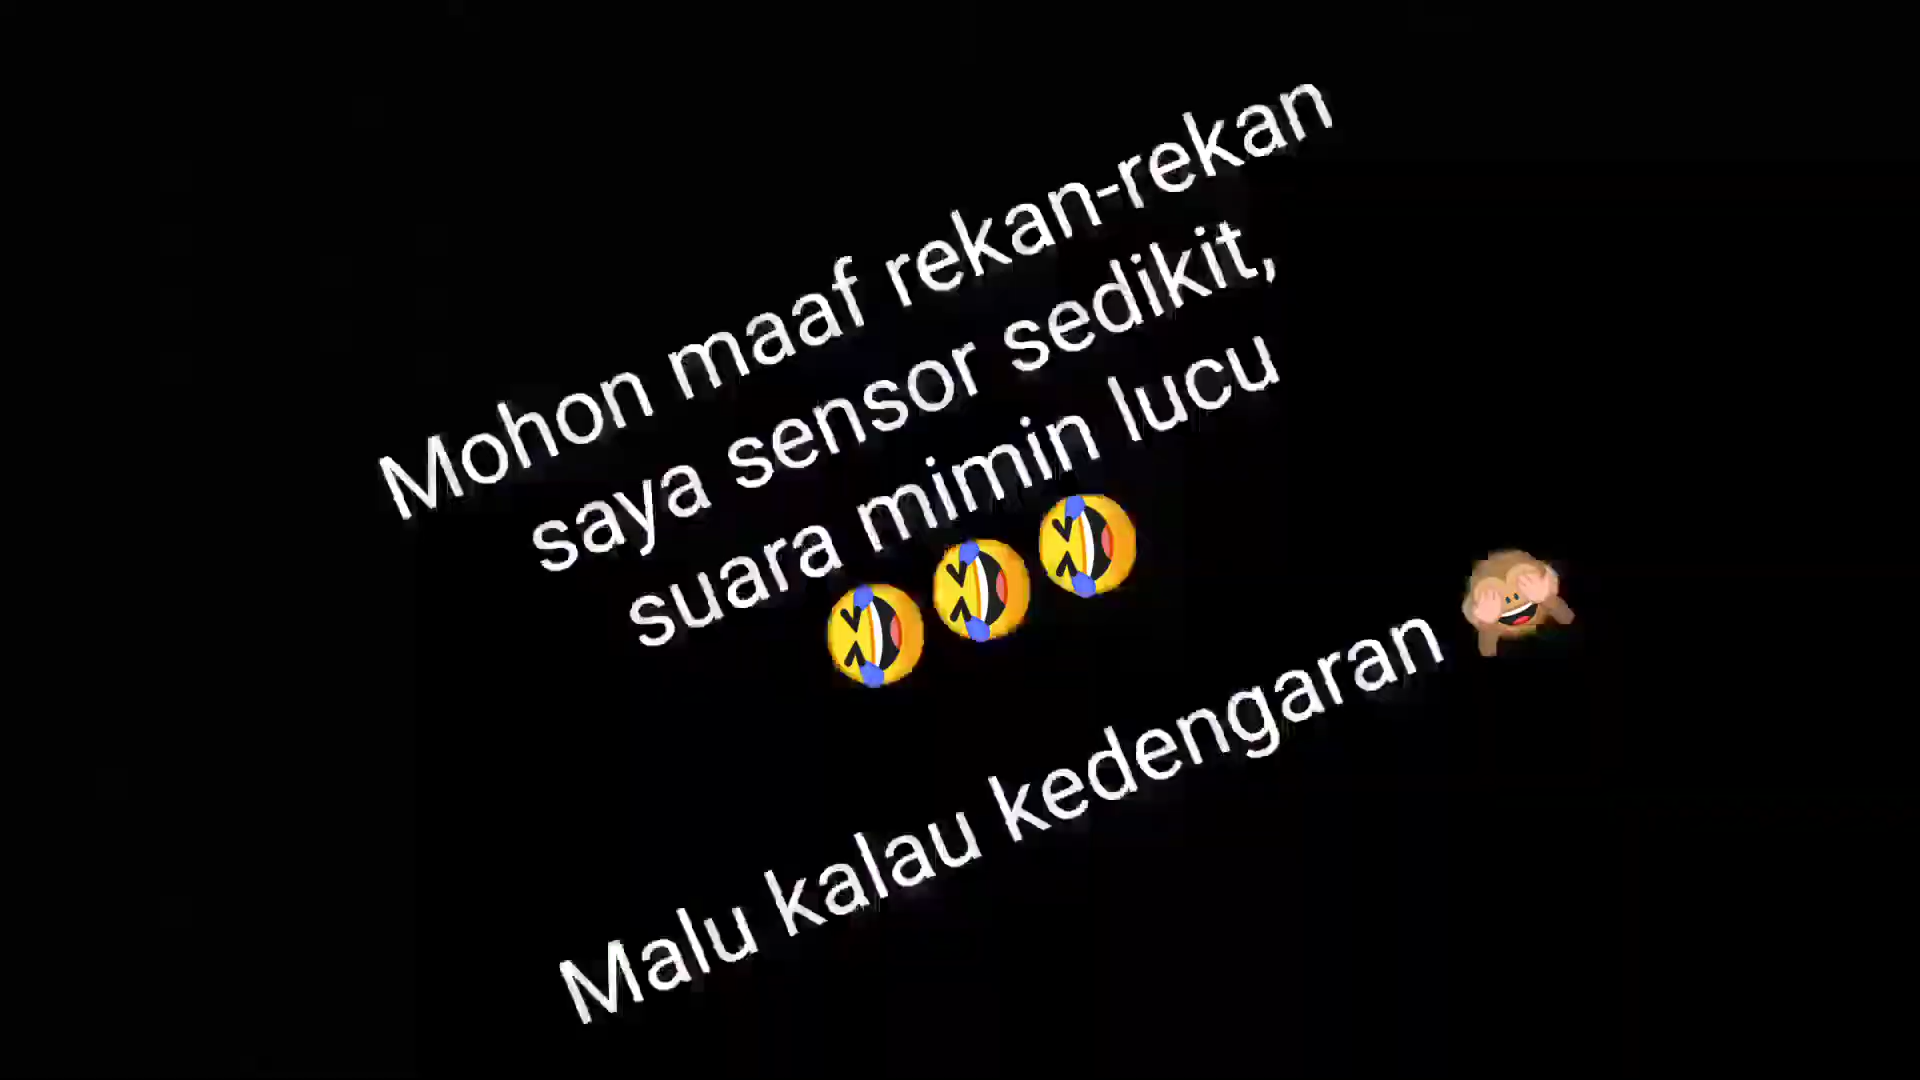 Mohon maaf rekan-rekan
saya sensor sedikit,
suara mimin lucu
🤣🤣🤣
Malu kalau kedengaran 🙈